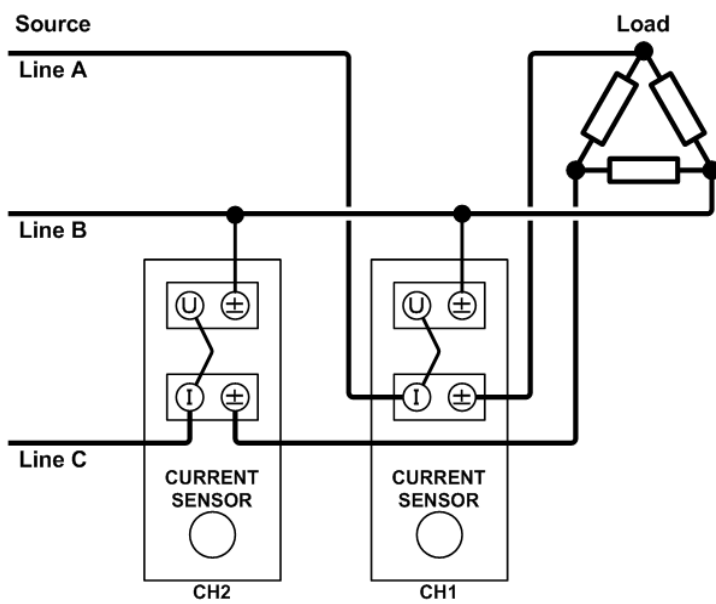 Source
Load
Line A
Line B
U ±
U ±
I ±
I ±
Line C
CURRENT
SENSOR
CURRENT
SENSOR
CH2
CH1